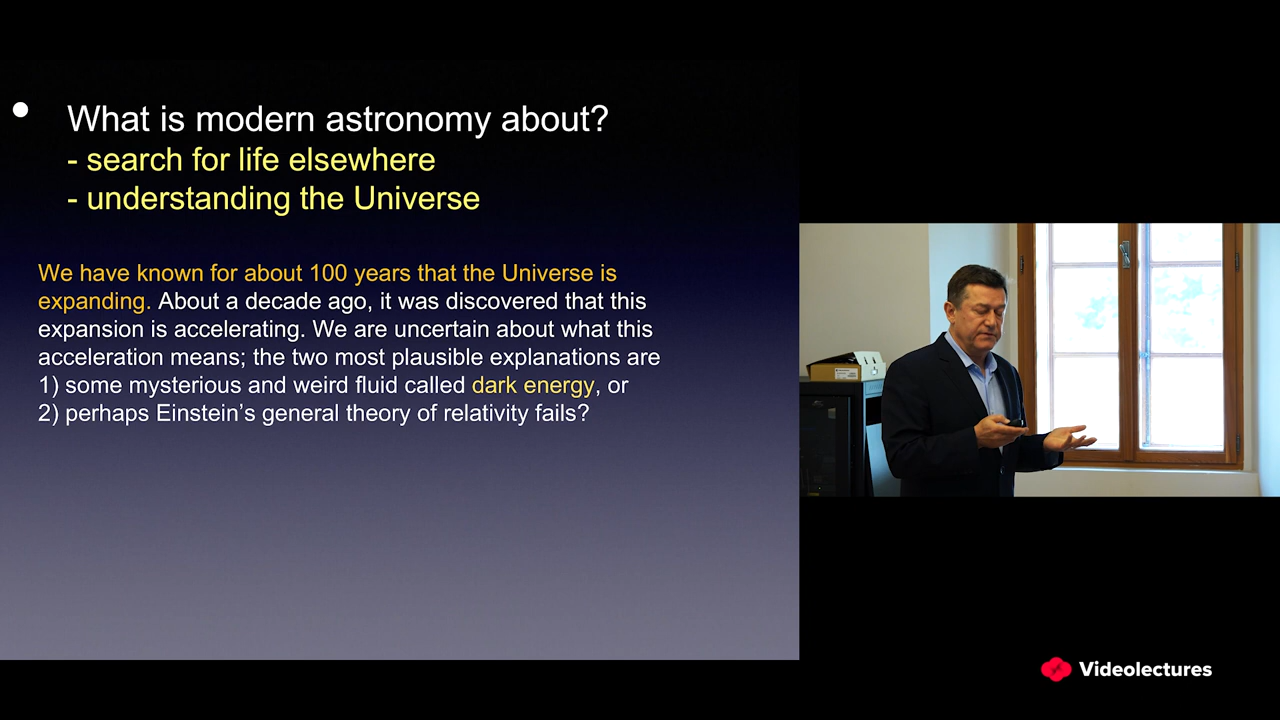 • What is modern astronomy about?
- search for life elsewhere
- understanding the Universe
We have known for about 100 years that the Universe is
expanding. About a decade ago, it was discovered that this
expansion is accelerating. We are uncertain about what this
acceleration means; the two most plausible explanations are
1) some mysterious and weird fluid called dark energy, or
2) perhaps Einstein’s general theory of relativity fails?
Videolectures